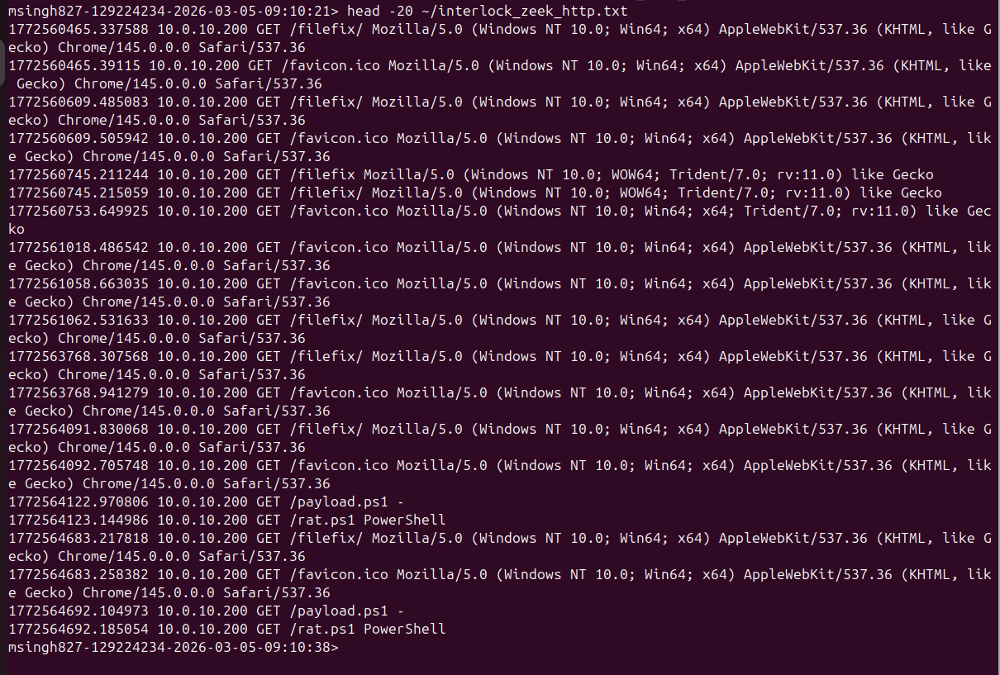 msingh827-129224234-2026-03-05-09:10:21> head -20 ~/interlock_zeek_http.txt
1772560465.337588 10.0.10.200 GET /filefix/ Mozilla/5.0 (Windows NT 10.0; Win64; x64) AppleWebKit/537.36 (KHTML, like G
ecko) Chrome/145.0.0.0 Safari/537.36
1772560465.39115 10.0.10.200 GET /favicon.ico Mozilla/5.0 (Windows NT 10.0; Win64; x64) AppleWebKit/537.36 (KHTML, like
 Gecko) Chrome/145.0.0.0 Safari/537.36
1772560609.485083 10.0.10.200 GET /filefix/ Mozilla/5.0 (Windows NT 10.0; Win64; x64) AppleWebKit/537.36 (KHTML, like G
ecko) Chrome/145.0.0.0 Safari/537.36
1772560609.505942 10.0.10.200 GET /favicon.ico Mozilla/5.0 (Windows NT 10.0; Win64; x64) AppleWebKit/537.36 (KHTML, lik
e Gecko) Chrome/145.0.0.0 Safari/537.36
1772560745.211244 10.0.10.200 GET /filefix Mozilla/5.0 (Windows NT 10.0; WOW64; Trident/7.0; rv:11.0) like Gecko
1772560745.215059 10.0.10.200 GET /filefix/ Mozilla/5.0 (Windows NT 10.0; WOW64; Trident/7.0; rv:11.0) like Gecko
1772560753.649925 10.0.10.200 GET /favicon.ico Mozilla/5.0 (Windows NT 10.0; Win64; x64; Trident/7.0; rv:11.0) like Gec
ko
1772561018.486542 10.0.10.200 GET /favicon.ico Mozilla/5.0 (Windows NT 10.0; Win64; x64) AppleWebKit/537.36 (KHTML, lik
e Gecko) Chrome/145.0.0.0 Safari/537.36
1772561058.663035 10.0.10.200 GET /favicon.ico Mozilla/5.0 (Windows NT 10.0; Win64; x64) AppleWebKit/537.36 (KHTML, lik
e Gecko) Chrome/145.0.0.0 Safari/537.36
1772561062.531633 10.0.10.200 GET /filefix/ Mozilla/5.0 (Windows NT 10.0; Win64; x64) AppleWebKit/537.36 (KHTML, like G
ecko) Chrome/145.0.0.0 Safari/537.36
1772563768.307568 10.0.10.200 GET /filefix/ Mozilla/5.0 (Windows NT 10.0; Win64; x64) AppleWebKit/537.36 (KHTML, like G
ecko) Chrome/145.0.0.0 Safari/537.36
1772563768.941279 10.0.10.200 GET /favicon.ico Mozilla/5.0 (Windows NT 10.0; Win64; x64) AppleWebKit/537.36 (KHTML, lik
e Gecko) Chrome/145.0.0.0 Safari/537.36
1772564091.830068 10.0.10.200 GET /filefix/ Mozilla/5.0 (Windows NT 10.0; Win64; x64) AppleWebKit/537.36 (KHTML, like G
ecko) Chrome/145.0.0.0 Safari/537.36
1772564092.705748 10.0.10.200 GET /favicon.ico Mozilla/5.0 (Windows NT 10.0; Win64; x64) AppleWebKit/537.36 (KHTML, lik
e Gecko) Chrome/145.0.0.0 Safari/537.36
1772564122.970806 10.0.10.200 GET /payload.ps1 -
1772564123.144986 10.0.10.200 GET /rat.ps1 PowerShell
1772564683.217818 10.0.10.200 GET /filefix/ Mozilla/5.0 (Windows NT 10.0; Win64; x64) AppleWebKit/537.36 (KHTML, like G
ecko) Chrome/145.0.0.0 Safari/537.36
1772564683.258382 10.0.10.200 GET /favicon.ico Mozilla/5.0 (Windows NT 10.0; Win64; x64) AppleWebKit/537.36 (KHTML, lik
e Gecko) Chrome/145.0.0.0 Safari/537.36
1772564692.104973 10.0.10.200 GET /payload.ps1 -
1772564692.185054 10.0.10.200 GET /rat.ps1 PowerShell
msingh827-129224234-2026-03-05-09:10:38>